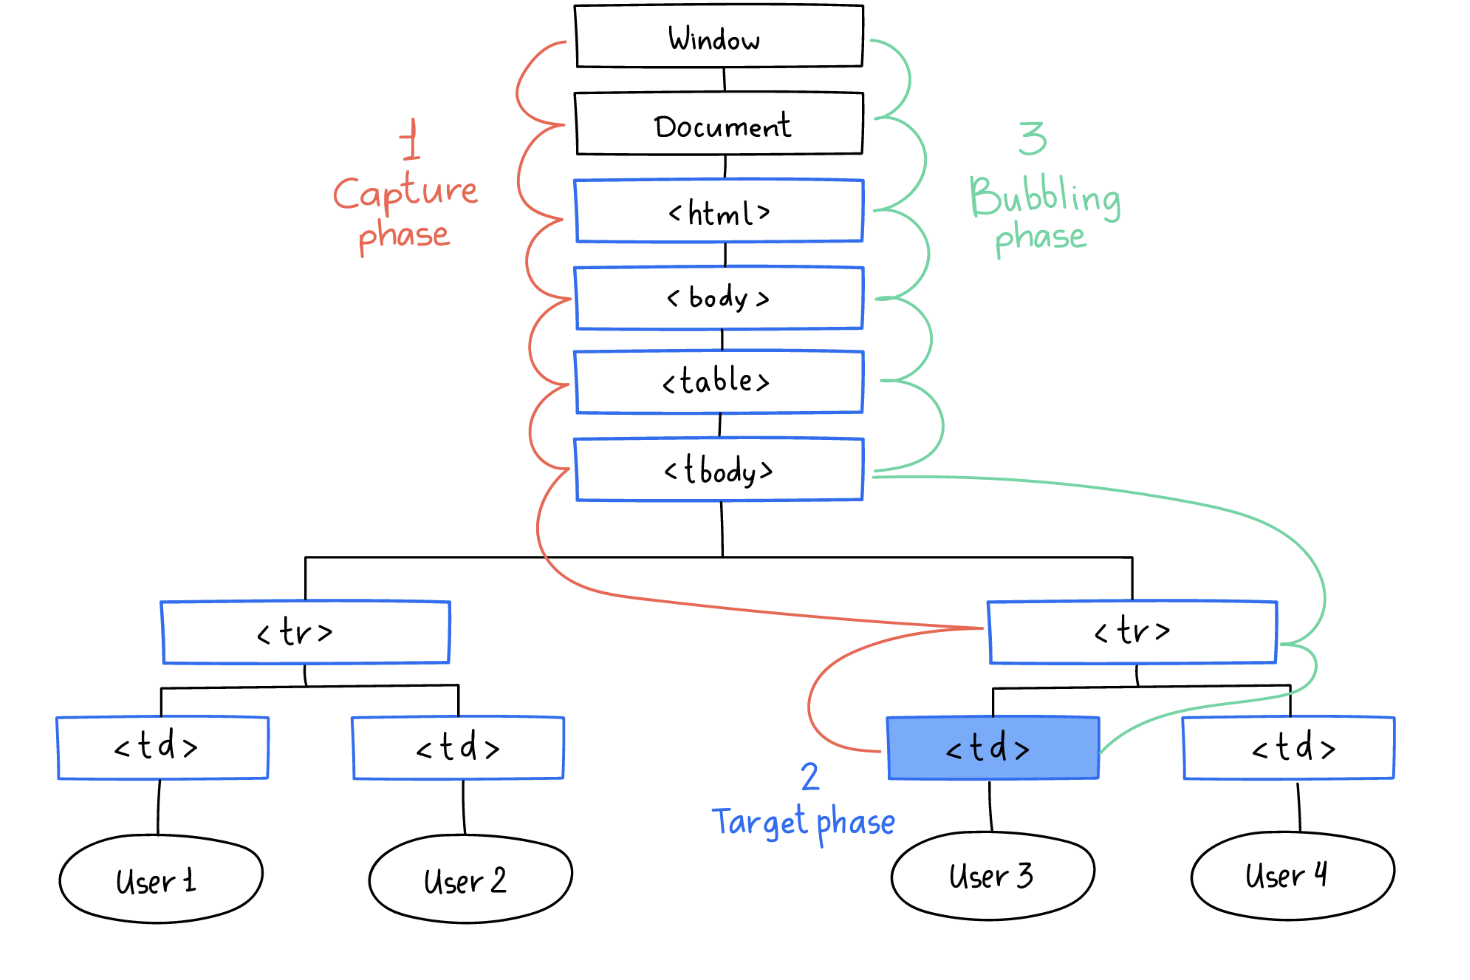 Window
Document
1
Capture
phase
3
Bubbling
phase
<html>
<body>
<table>
<tbody>
<tr>
<tr>
<td>
<td>
<td>
<td>
2
Target phase
User 1
User 2
User 3
User 4